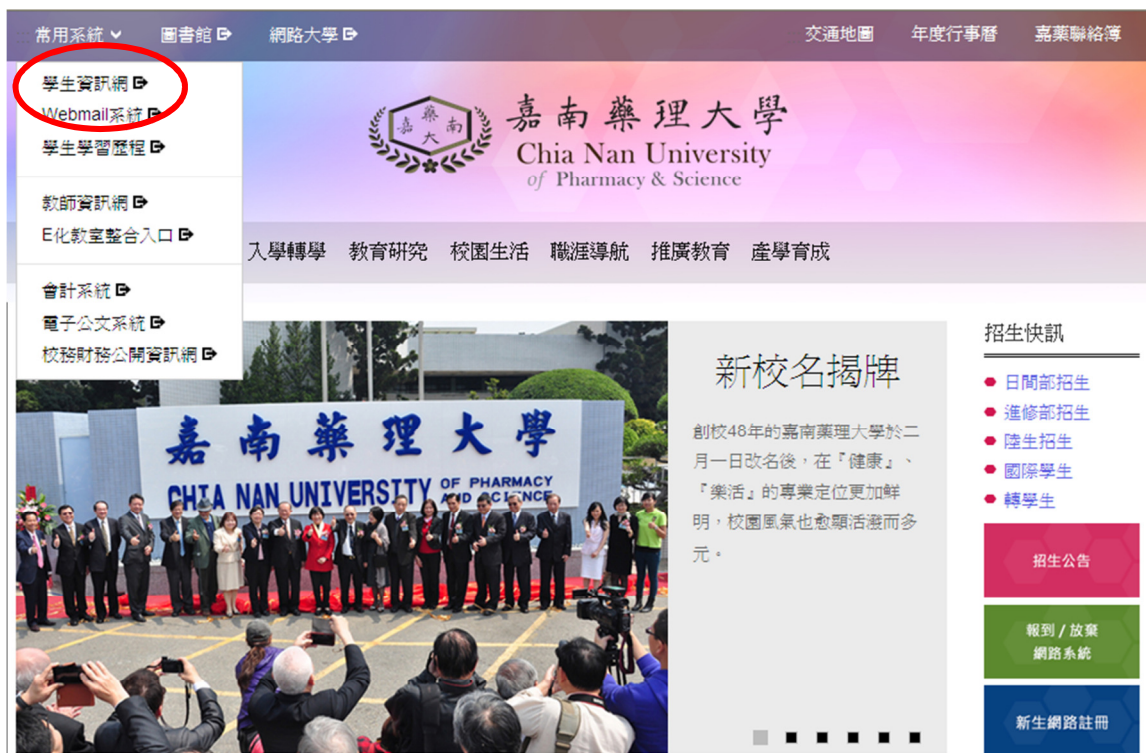 常用系統
圖書館
網路大學
交通地圖
年度行事曆
嘉藥聯絡簿
學生資訊網
Webmail系統
學生學習歷程
教師資訊網
E化教室整合入口
會計系統
電子公文系統
校務財務公開資訊網
嘉藥南大
嘉南藥理大學
Chia Nan University
of Pharmacy & Science
入學轉學
教育研究
校園生活
職涯導航
推廣教育
產學育成
嘉南藥理大學
CHIA NAN UNIVERSITY OF PHARMACY AND SCIENCE
新校名揭牌
創校48年的嘉南藥理大學於二
月一日改名後，在『健康』、
『樂活』的專業定位更加鮮
明，校園風氣也愈顯活潑而多
元。
招生快訊
日間部招生
進修部招生
陸生招生
國際學生
轉學生
招生公告
報到 / 放棄
網路系統
新生網路註冊